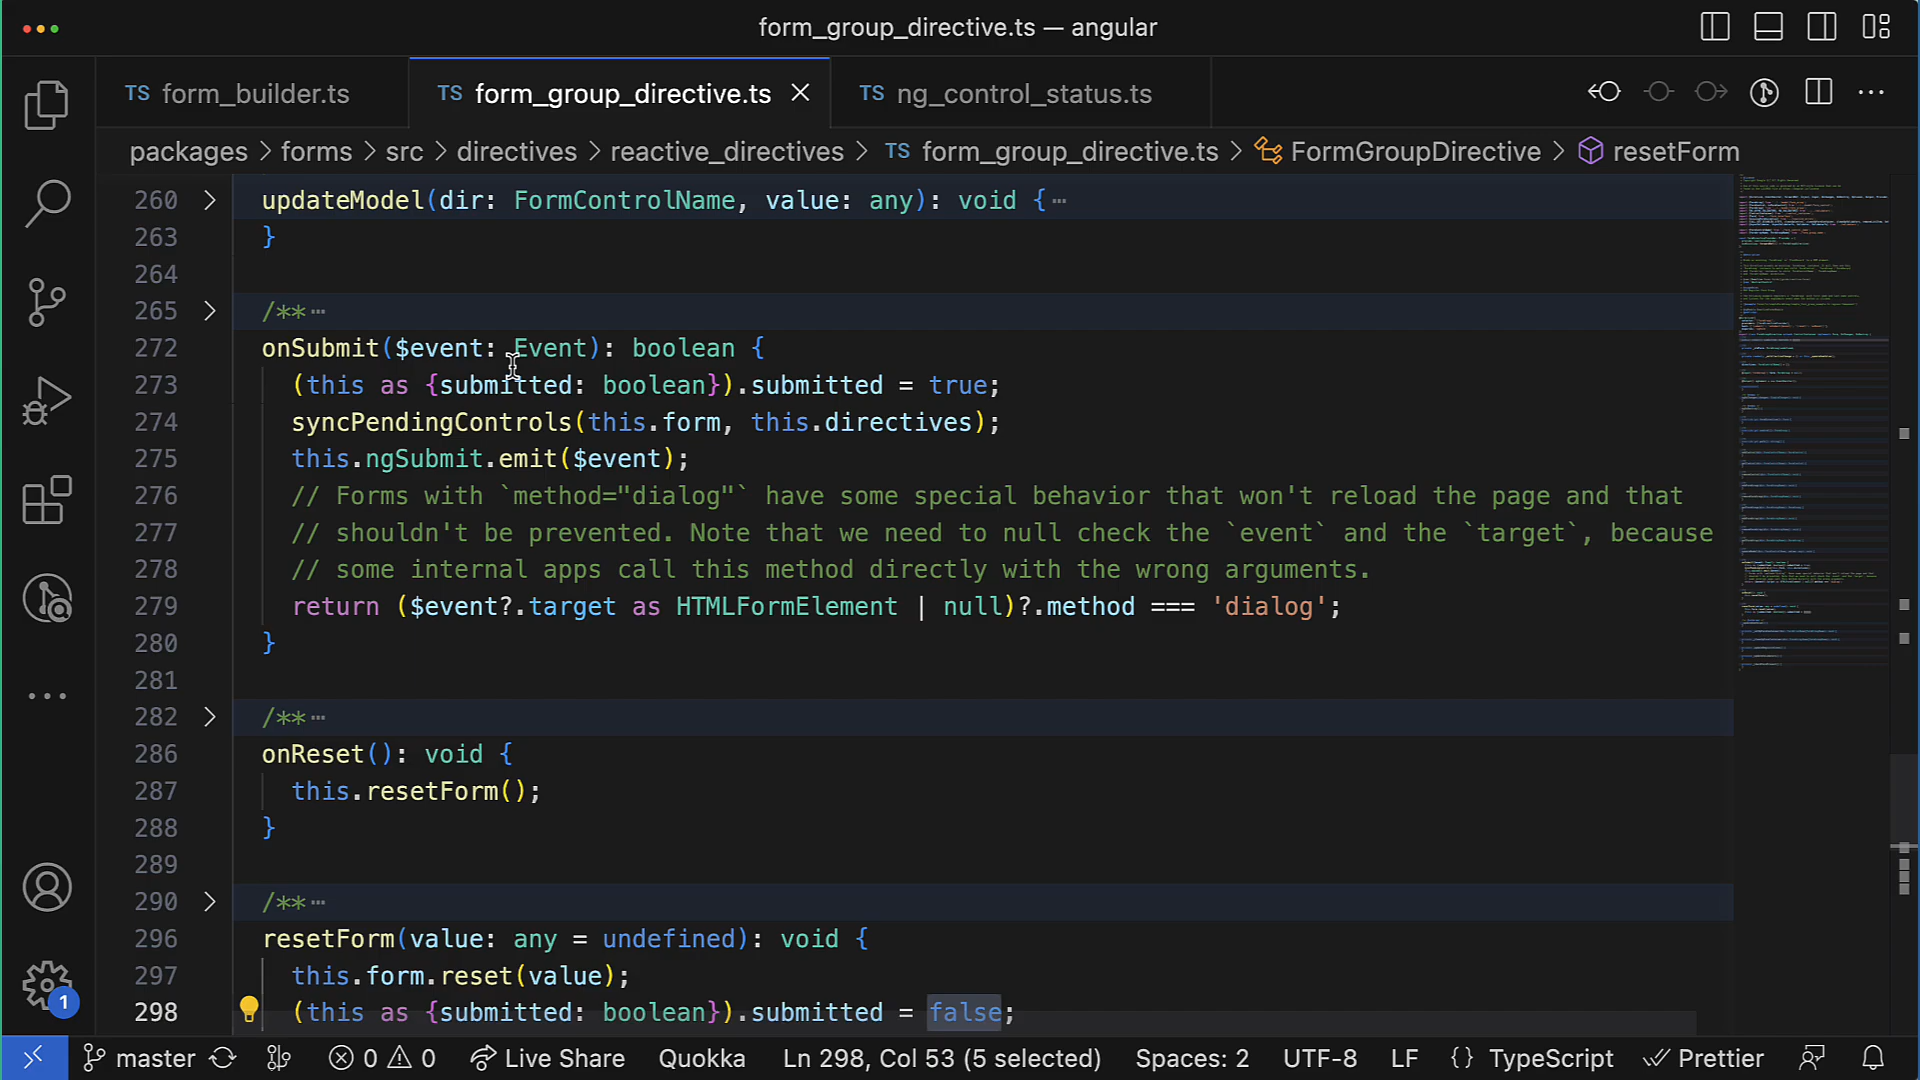 form_group_directive.ts — angular
TS form_builder.ts
TS form_group_directive.ts
TS ng_control_status.ts
packages > forms > src > directives > reactive_directives > TS form_group_directive.ts > FormGroupDirective > resetForm
260 updateModel(dir: FormControlName, value: any): void {
263 }
264
265 /**
272 onSubmit($event: Event): boolean {
273 (this as {submitted: boolean}).submitted = true;
274 syncPendingControls(this.form, this.directives);
275 this.ngSubmit.emit($event);
276 // Forms with `method="dialog"` have some special behavior that won't reload the page and that
277 // shouldn't be prevented. Note that we need to null check the `event` and the `target`, because
278 // some internal apps call this method directly with the wrong arguments.
279 return ($event?.target as HTMLFormElement | null)?.method === 'dialog';
280 }
281
282 /**
286 onReset(): void {
287 this.resetForm();
288 }
289
290 /**
296 resetForm(value: any = undefined): void {
297 this.form.reset(value);
298 (this as {submitted: boolean}).submitted = false;
1
master 0 0 Live Share Quokka Ln 298, Col 53 (5 selected) Spaces: 2 UTF-8 LF {} TypeScript Prettier